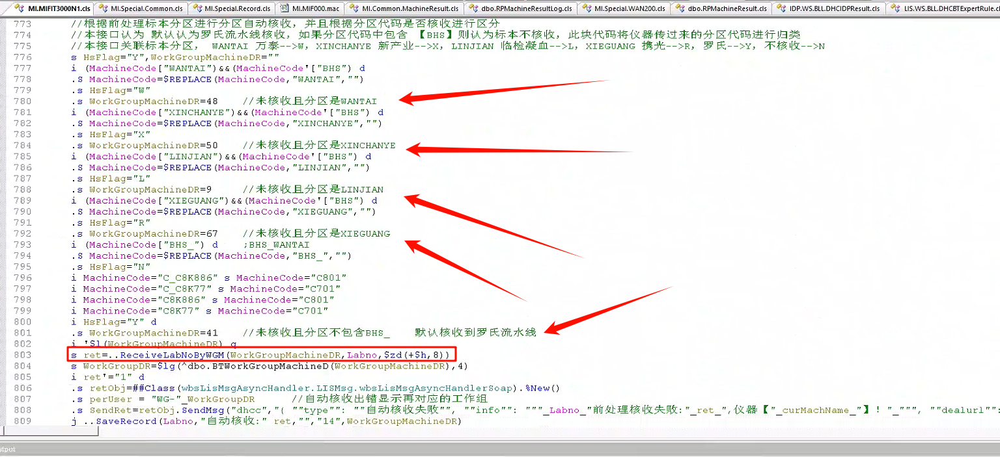 MI.MIFIT3000N1.cls MI.Special.Common.cls MI.Special.Record.cls MI.MIF000.mac MI.Common.MachineResult.cls dbo.RPMachineResultLog.cls MI.Special.WAN200.cls dbo.RPMachineResult.cls IDP.WS.BLL.DHCIDPResult.cls LIS.WS.BLL.DHCBTExpertRule.c
773 //根据前处理标本分区进行分区自动核收，并且根据分区代码是否核收进行区分
774 //本接口认为 默认认为罗氏流水线核收，如果分区代码中包含 【BHS】则认为标本不核收，此块代码将仪器传过来的分区代码进行归类
775 //本接口关联标本分区， WANTAI 万泰-->W，XINCHANYE 新产业-->X，LINJIAN 临检凝血-->L，XIEGUANG 携光-->R，罗氏-->Y，不核收-->N
776 s HsFlag="Y",WorkGroupMachineDR=""
777 i (MachineCode["WANTAI")&&(MachineCode'["BHS") d
778 .S MachineCode=$REPLACE(MachineCode,"WANTAI","")
779 .s HsFlag="W"
780 .s WorkGroupMachineDR=48 //未核收且分区是WANTAI
781 i (MachineCode["XINCHANYE")&&(MachineCode'["BHS") d
782 .S MachineCode=$REPLACE(MachineCode,"XINCHANYE","")
783 .s HsFlag="X"
784 .s WorkGroupMachineDR=50 //未核收且分区是XINCHANYE
785 i (MachineCode["LINJIAN")&&(MachineCode'["BHS") d
786 .S MachineCode=$REPLACE(MachineCode,"LINJIAN","")
787 .s HsFlag="L"
788 .s WorkGroupMachineDR=9 //未核收且分区是LINJIAN
789 i (MachineCode["XIEGUANG")&&(MachineCode'["BHS") d
790 .S MachineCode=$REPLACE(MachineCode,"XIEGUANG","")
791 .s HsFlag="R"
792 .s WorkGroupMachineDR=67 //未核收且分区是XIEGUANG
793 i (MachineCode["BHS_") d ;BHS_WANTAI
794 .S MachineCode=$REPLACE(MachineCode,"BHS_","")
795 .s HsFlag="N"
796 i MachineCode="C_C8K886" s MachineCode="C801"
797 i MachineCode="C_C8K77" s MachineCode="C701"
798 i MachineCode="C8K886" s MachineCode="C801"
799 i MachineCode="C8K77" s MachineCode="C701"
800 i HsFlag="Y" d
801 .s WorkGroupMachineDR=41 //未核收且分区不包含BHS_ 默认核收到罗氏流水线
802 i '$l(WorkGroupMachineDR) q
803 s ret=..ReceiveLabNoByWGM(WorkGroupMachineDR,Labno,$zd(+$h,8))
804 s WorkGroupDR=$lg(^dbo.BTWorkGroupMachineD(WorkGroupMachineDR),4)
805 i ret'="1" d
806 .s retObj=##Class(wbsLisMsgAsyncHandler.LISMsg.wbsLisMsgAsyncHandlerSoap).%New()
807 .s perUser = "WG-"_WorkGroupDR //自动核收出错显示再对应的工作组
808 .s SendRet=retObj.SendMsg("dhcc","{ ""type"": ""自动核收失败"", ""info"": """_Labno_"前处理核收失败:"_ret_",仪器【"_curMachName_"】! "_""", ""dealurl"":
809 j ..SaveRecord(Labno,"自动核收:" ret,"","14",WorkGroupMachineDR)
utput